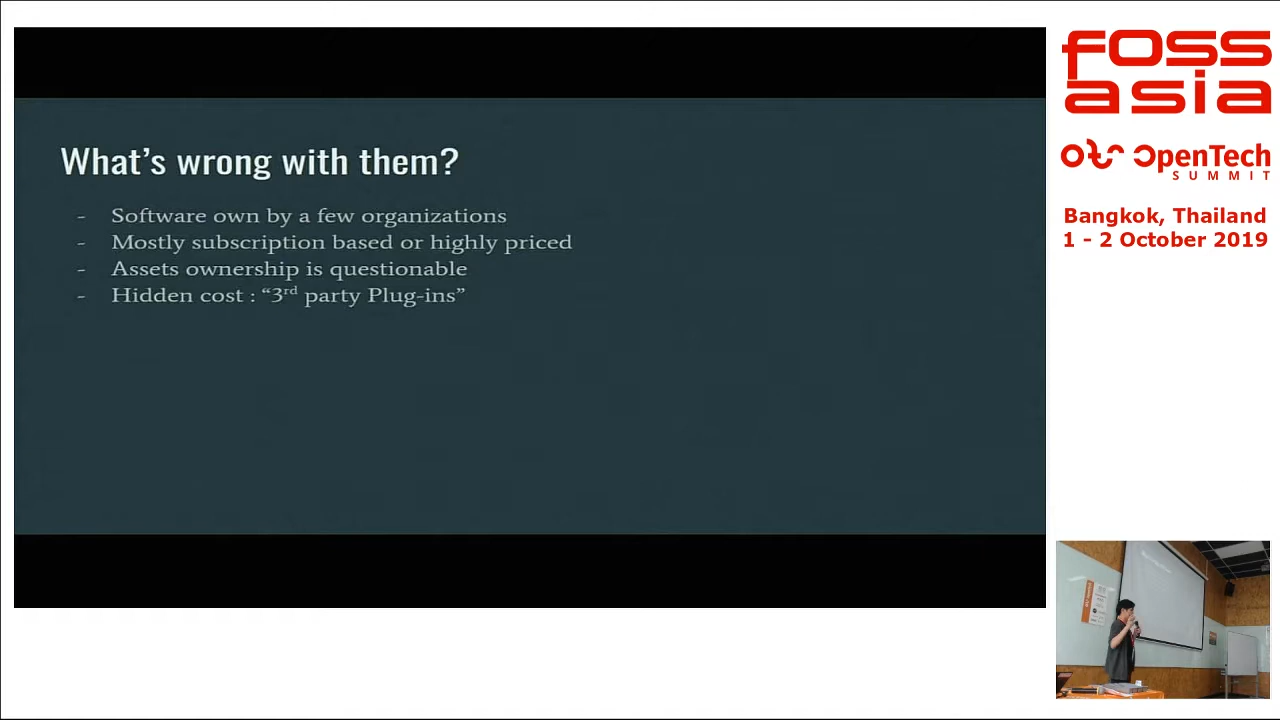 What's wrong with them?
- Software own by a few organizations
- Mostly subscription based or highly priced
- Assets ownership is questionable
- Hidden cost : “3rd party Plug-ins”
foss
asia
OpenTech
SUMMIT
Bangkok, Thailand
1 - 2 October 2019